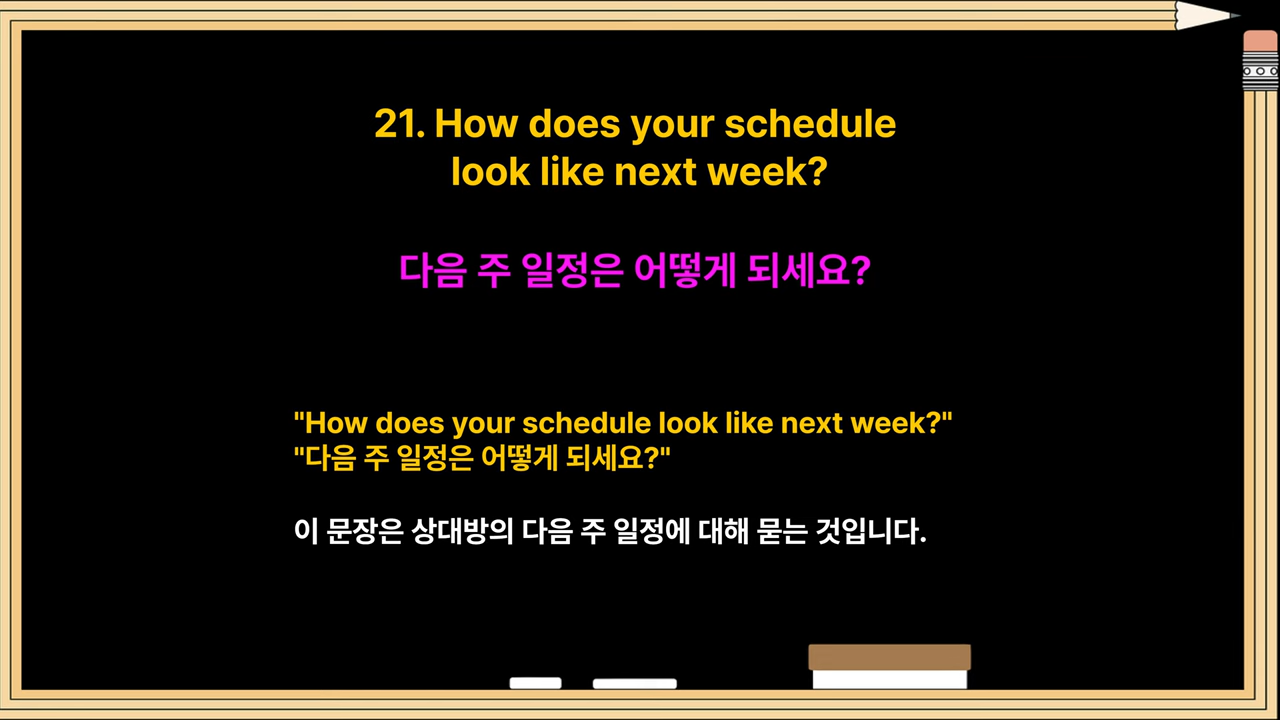 21. How does your schedule
look like next week?
다음 주 일정은 어떻게 되세요?
"How does your schedule look like next week?"
"다음 주 일정은 어떻게 되세요?"
이 문장은 상대방의 다음 주 일정에 대해 묻는 것입니다.